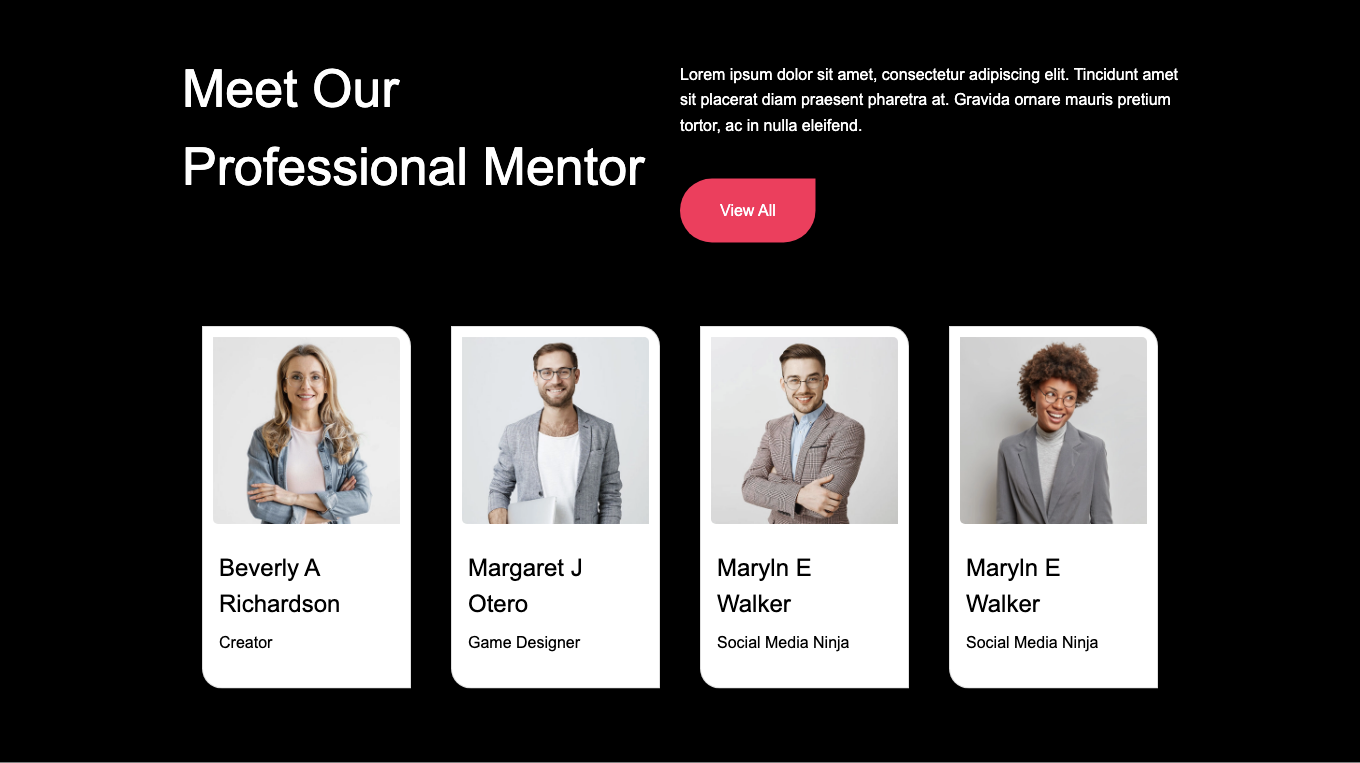 Meet Our
Professional Mentor
Lorem ipsum dolor sit amet, consectetur adipiscing elit. Tincidunt amet
sit placerat diam praesent pharetra at. Gravida ornare mauris pretium
tortor, ac in nulla eleifend.
View All
Beverly A
Richardson
Creator
Margaret J
Otero
Game Designer
Maryln E
Walker
Social Media Ninja
Maryln E
Walker
Social Media Ninja